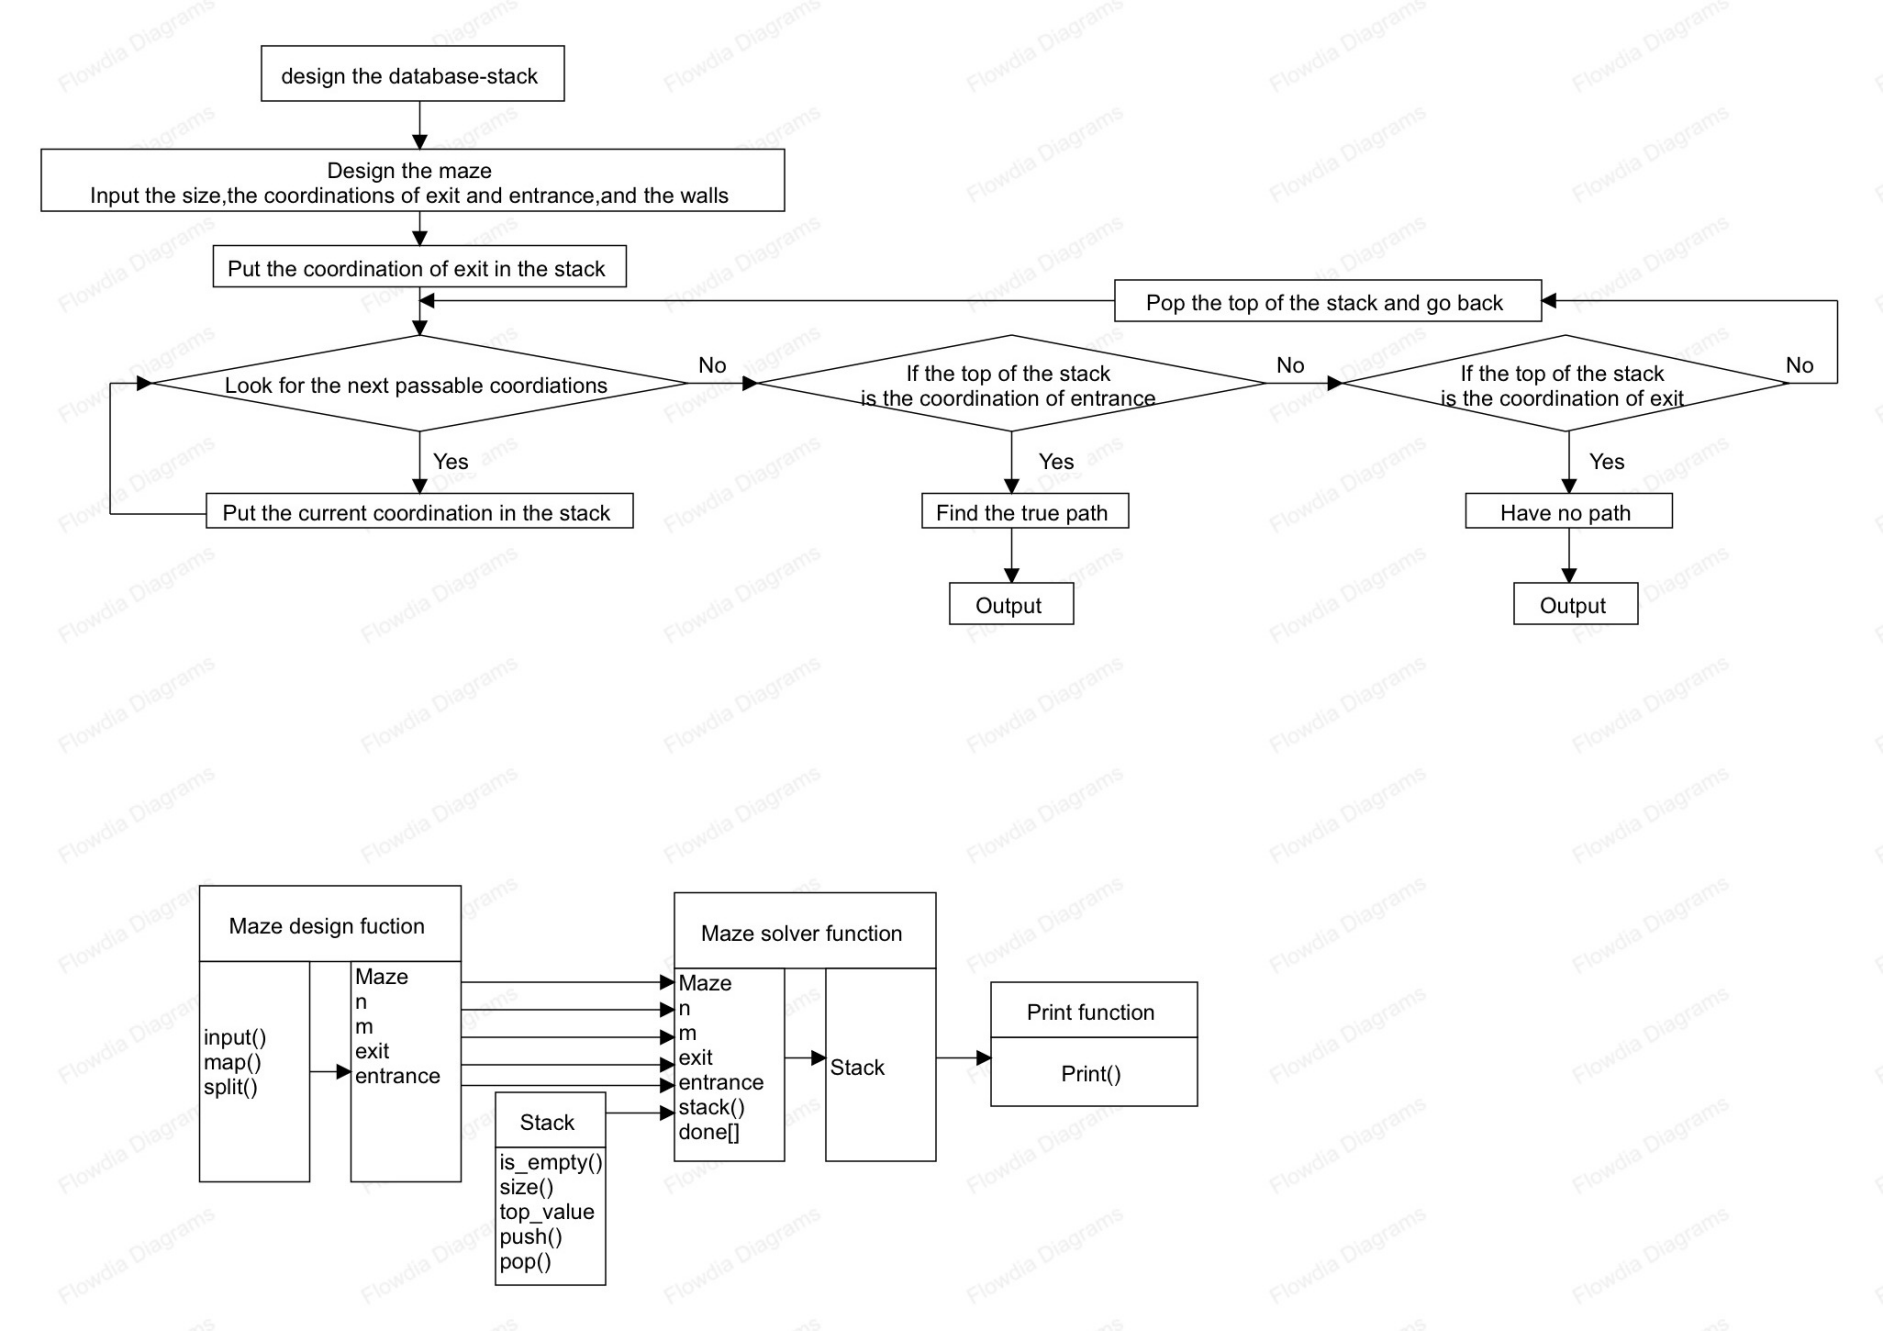 design the database-stack
Design the maze
Input the size,the coordinations of exit and entrance,and the walls
Put the coordination of exit in the stack
Pop the top of the stack and go back
Look for the next passable coordiations
No
If the top of the stack
is the coordination of entrance
No
If the top of the stack
is the coordination of exit
No
Yes
Yes
Yes
Put the current coordination in the stack
Find the true path
Have no path
Output
Output
Maze design fuction
input()
map()
split()
Maze
n
m
exit
entrance
Stack
is_empty()
size()
top_value
push()
pop()
Maze solver function
Maze
n
m
exit
entrance
stack()
done[]
Stack
Print function
Print()
Flowdia Diagrams